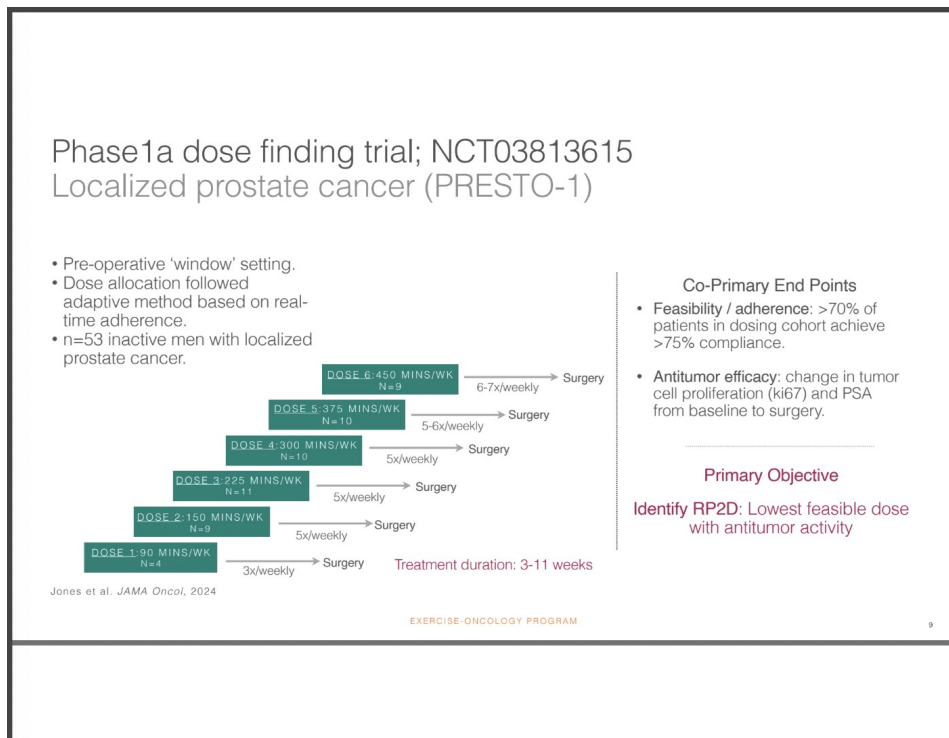 Phase1a dose finding trial; NCT03813615
Localized prostate cancer (PRESTO-1)
• Pre-operative ‘window’ setting.
• Dose allocation followed
adaptive method based on real-
time adherence.
• n=53 inactive men with localized
prostate cancer.
DOSE 6:450 MINS/WK
N=9
6-7x/weekly
Surgery
DOSE 5:375 MINS/WK
N=10
5-6x/weekly
Surgery
DOSE 4:300 MINS/WK
N=10
5x/weekly
Surgery
DOSE 3:225 MINS/WK
N=11
5x/weekly
Surgery
DOSE 2:150 MINS/WK
N=9
5x/weekly
Surgery
DOSE 1:90 MINS/WK
N=4
3x/weekly
Surgery
Treatment duration: 3-11 weeks
Co-Primary End Points
• Feasibility / adherence: >70% of
patients in dosing cohort achieve
>75% compliance.
• Antitumor efficacy: change in tumor
cell proliferation (ki67) and PSA
from baseline to surgery.
Primary Objective
Identify RP2D: Lowest feasible dose
with antitumor activity
Jones et al. JAMA Oncol, 2024
EXERCISE-ONCOLOGY PROGRAM
9